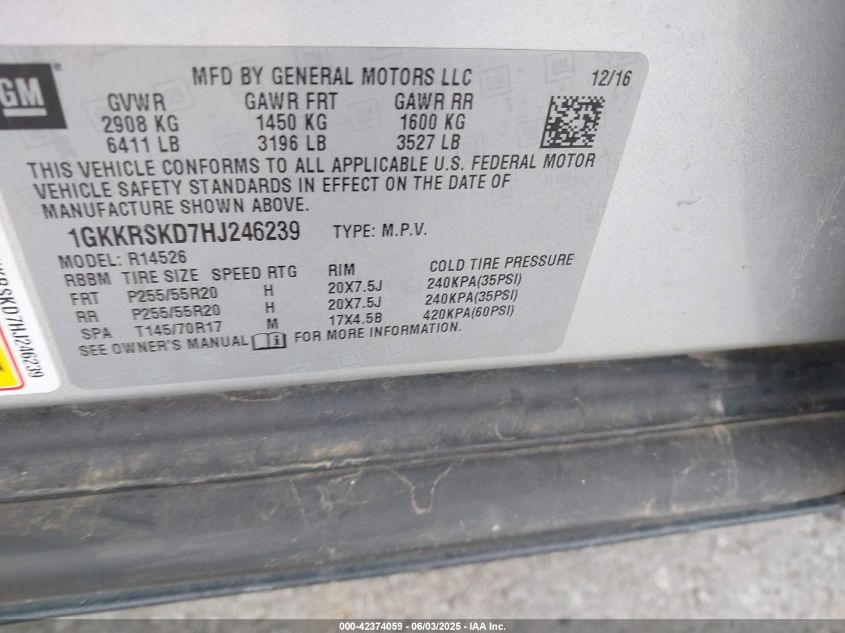 GM
MFD BY GENERAL MOTORS LLC 12/16
GVWR GAWR FRT GAWR RR
2908 KG 1450 KG 1600 KG
6411 LB 3196 LB 3527 LB
THIS VEHICLE CONFORMS TO ALL APPLICABLE U.S. FEDERAL MOTOR
VEHICLE SAFETY STANDARDS IN EFFECT ON THE DATE OF
MANUFACTURE SHOWN ABOVE.
1GKKRSKD7HJ246239 TYPE: M.P.V.
MODEL: R14526
RBBM TIRE SIZE SPEED RTG RIM COLD TIRE PRESSURE
FRT P255/55R20 H 20X7.5J 240KPA(35PSI)
RR P255/55R20 H 20X7.5J 240KPA(35PSI)
SPA T145/70R17 M 17X4.5B 420KPA(60PSI)
SEE OWNER'S MANUAL FOR MORE INFORMATION.
KRSKD7HJ246239
000-42374059 - 06/03/2025 - IAA Inc.